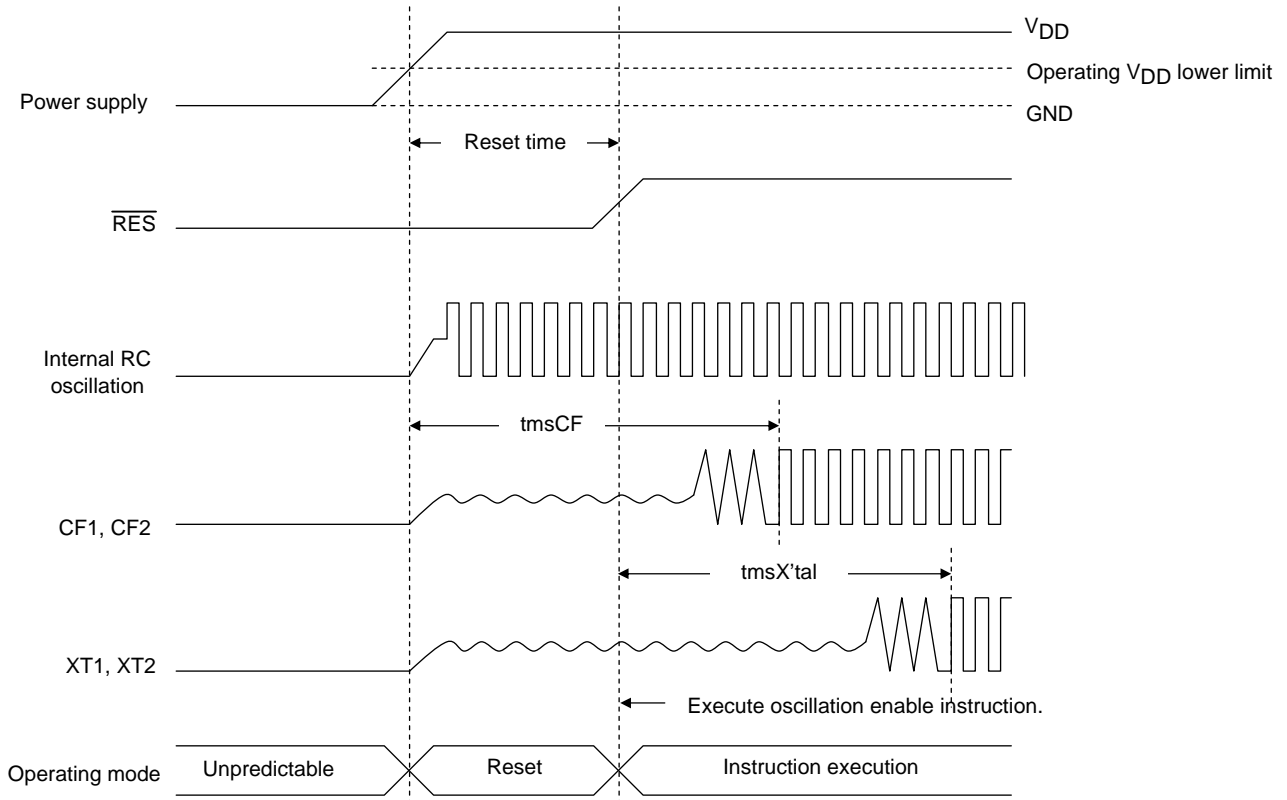 VDD
Operating VDD lower limit
Power supply
GND
Reset time
RES
Internal RC
oscillation
tmsCF
CF1, CF2
tmsX'tal
XT1, XT2
Execute oscillation enable instruction.
Operating mode
Unpredictable
Reset
Instruction execution